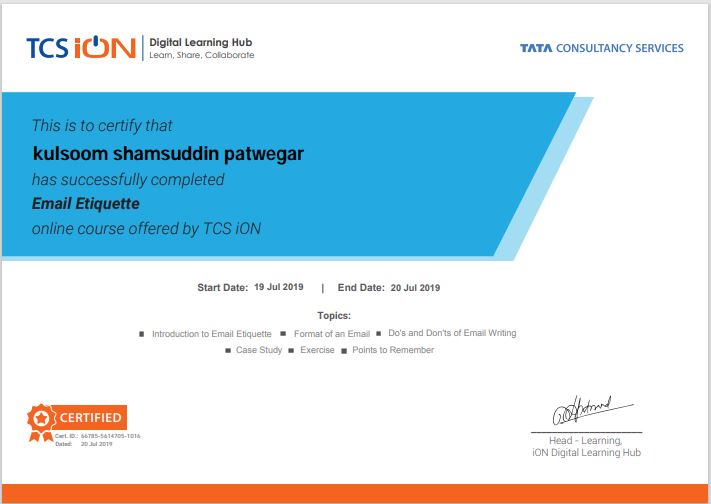 TCS iON
Digital Learning Hub
Learn, Share, Collaborate
TATA CONSULTANCY SERVICES
This is to certify that
kulsoom shamsuddin patwegar
has successfully completed
Email Etiquette
online course offered by TCS iON
Start Date: 19 Jul 2019 | End Date: 20 Jul 2019
Topics:
■ Introduction to Email Etiquette ■ Format of an Email ■ Do's and Don'ts of Email Writing
■ Case Study ■ Exercise ■ Points to Remember
CERTIFIED
Cert. ID.: 66785-5614705-1016
Dated: 20 Jul 2019
Head - Learning,
iON Digital Learning Hub